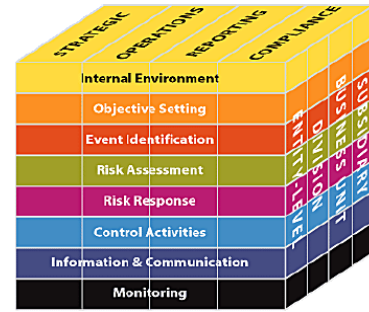 STRATEGIC
OPERATIONS
REPORTING
COMPLIANCE
Internal Environment
Objective Setting
Event Identification
Risk Assessment
Risk Response
Control Activities
Information & Communication
Monitoring
ENTITY-LEVEL
DIVISION
BUSINESS UNIT
SUBSIDIARY